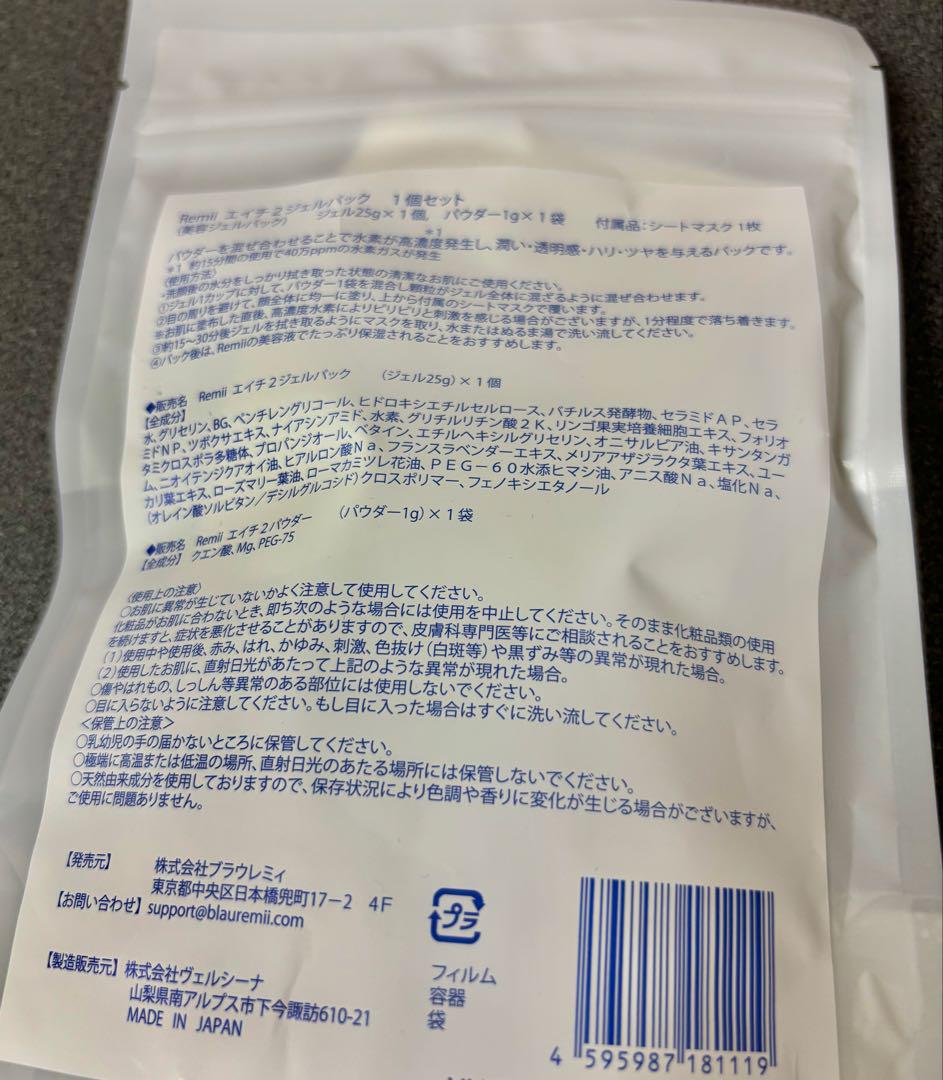 Remii エイチ2ジェルパック　1個セット
(美容ジェルパック)　ジェル25g×1個, パウダー1g×1袋　付属品:シートマスク1枚
*1
パウダーを混ぜ合わせることで水素が高濃度発生し、潤い・透明感・ハリ・ツヤを与えるパックです。
*1 約15分間の使用で40万ppmの水素ガスが発生
〈使用方法〉
・洗顔後の水分をしっかり拭き取った状態の清潔なお肌にご使用ください。
①ジェル1カップに対して、パウダー1袋を混合し顆粒がジェル全体に混ざるように混ぜ合わせます。
②目の周りを避けて、顔全体に均一に塗り、上から付属のシートマスクで覆います。
※お肌に塗布した直後、高濃度水素によりピリピリと刺激を感じる場合がございますが、1分程度で落ち着きます。
③約15〜30分後ジェルを拭き取るようにマスクを取り、水またはぬるま湯で洗い流してください。
④パック後は、Remiiの美容液でたっぷり保湿されることをおすすめします。
◆販売名　Remii エイチ2ジェルパック　(ジェル25g)×1個
【全成分】
水、グリセリン、BG、ペンチレングリコール、ヒドロキシエチルセルロース、バチルス発酵物、セラミドAP、セラ
ミドNP、ツボクサエキス、ナイアシンアミド、水素、グリチルリチン酸2K、リンゴ果実培養細胞エキス、フォリオ
タミクロスポラ多糖体、プロパンジオール、ベタイン、エチルヘキシルグリセリン、オニサルビア油、キサンタンガ
ム、ニオイテンジクアオイ油、ヒアルロン酸Na、フランスラベンダーエキス、メリアアザジラクタ葉エキス、ユー
カリ葉エキス、ローズマリー葉油、ローマカミツレ花油、PEG-60水添ヒマシ油、アニス酸Na、塩化Na、
(オレイン酸ソルビタン/デシルグルコシド)クロスポリマー、フェノキシエタノール
◆販売名　Remii エイチ2パウダー　(パウダー1g)×1袋
【全成分】 クエン酸、Mg、PEG-75
〈使用上の注意〉
○お肌に異常が生じていないかよく注意して使用してください。
化粧品がお肌に合わないとき、即ち次のような場合には使用を中止してください。そのまま化粧品類の使用
を続けますと、症状を悪化させることがありますので、皮膚科専門医等にご相談されることをおすすめします。
(1)使用中や使用後、赤み、はれ、かゆみ、刺激、色抜け(白斑等)や黒ずみ等の異常が現れた場合。
(2)使用したお肌に、直射日光があたって上記のような異常が現れた場合。
○傷やはれもの、しっしん等異常のある部位には使用しないでください。
○目に入らないように注意してください。もし目に入った場合はすぐに洗い流してください。
<保管上の注意>
○乳幼児の手の届かないところに保管してください。
○極端に高温または低温の場所、直射日光のあたる場所には保管しないでください。
○天然由来成分を使用しておりますので、保存状況により色調や香りに変化が生じる場合がございますが、
ご使用に問題ありません。
【発売元】　株式会社ブラウレミィ
東京都中央区日本橋兜町17-2　4F
【お問い合わせ】 support@blauremii.com
【製造販売元】 株式会社ヴェルシーナ
山梨県南アルプス市下今諏訪610-21
MADE IN JAPAN
プラ
フィルム
容器
袋
4 595987 181119